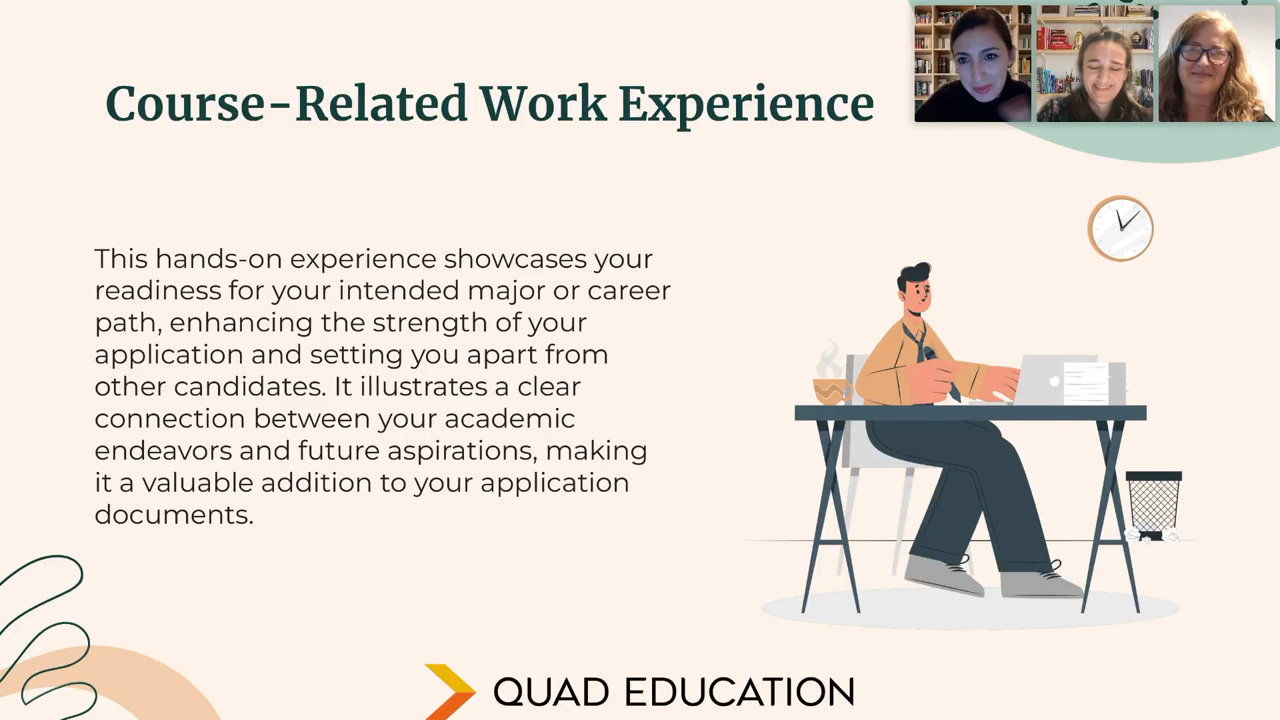 Course-Related Work Experience
This hands-on experience showcases your
readiness for your intended major or career
path, enhancing the strength of your
application and setting you apart from
other candidates. It illustrates a clear
connection between your academic
endeavors and future aspirations, making
it a valuable addition to your application
documents.
QUAD EDUCATION